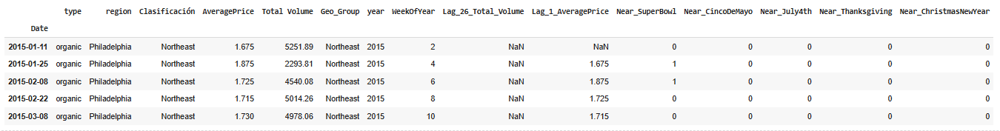 type region Clasificación AveragePrice Total Volume Geo_Group year WeekOfYear Lag_26_Total_Volume Lag_1_AveragePrice Near_SuperBowl Near_CincoDeMayo Near_July4th Near_Thanksgiving Near_ChristmasNewYear
Date
2015-01-11 organic Philadelphia Northeast 1.675 5251.89 Northeast 2015 2 NaN NaN 0 0 0 0 0
2015-01-25 organic Philadelphia Northeast 1.875 2293.81 Northeast 2015 4 NaN 1.675 1 0 0 0 0
2015-02-08 organic Philadelphia Northeast 1.725 4540.08 Northeast 2015 6 NaN 1.875 1 0 0 0 0
2015-02-22 organic Philadelphia Northeast 1.715 5014.26 Northeast 2015 8 NaN 1.725 0 0 0 0 0
2015-03-08 organic Philadelphia Northeast 1.730 4978.06 Northeast 2015 10 NaN 1.715 0 0 0 0 0